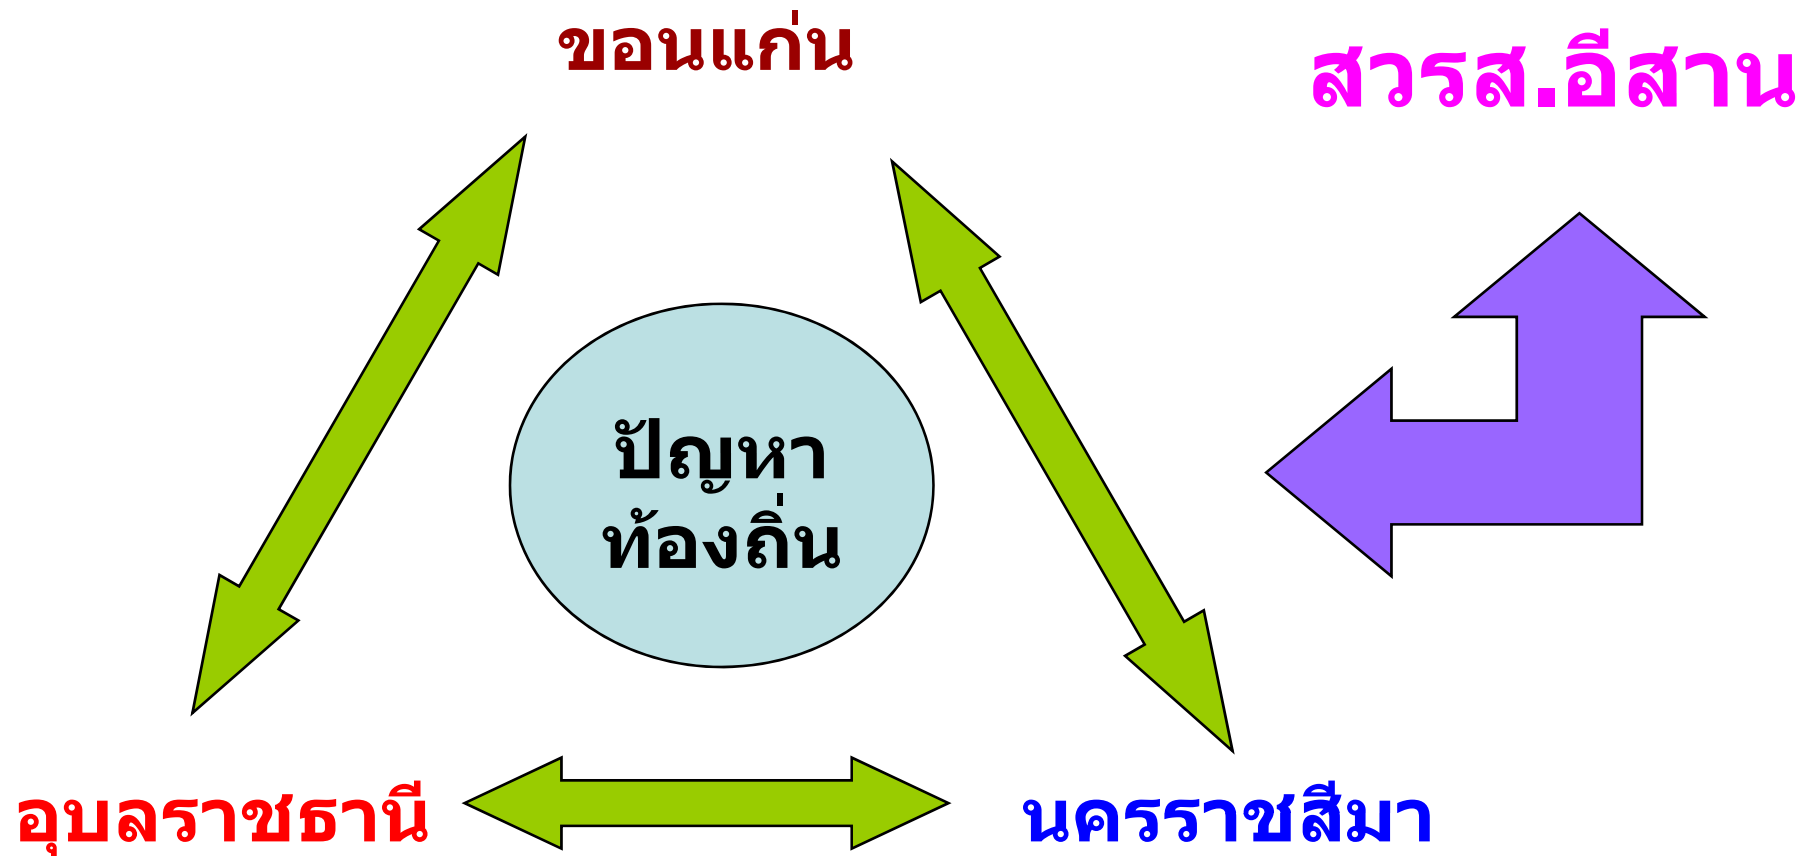 ขอนแก่น
สวรส.อีสาน
ปัญหา
ท้องถิ่น
อุบลราชธานี
นครราชสีมา